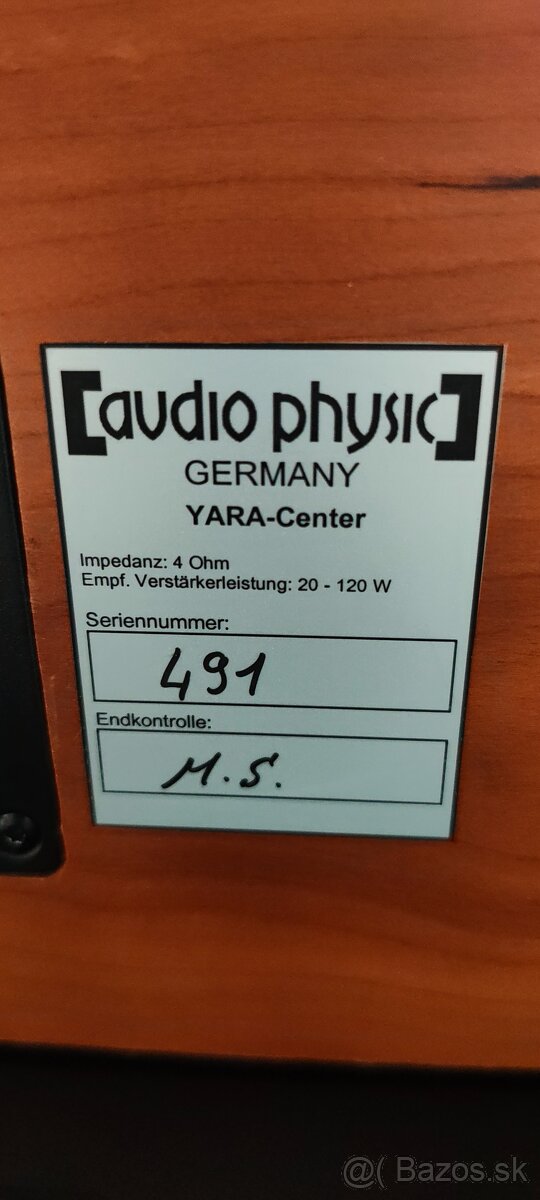 [audio physic]
GERMANY
YARA-Center
Impedanz: 4 Ohm
Empf. Verstärkerleistung: 20 - 120 W
Seriennummer:
491
Endkontrolle:
M.S.
@( Bazos.sk